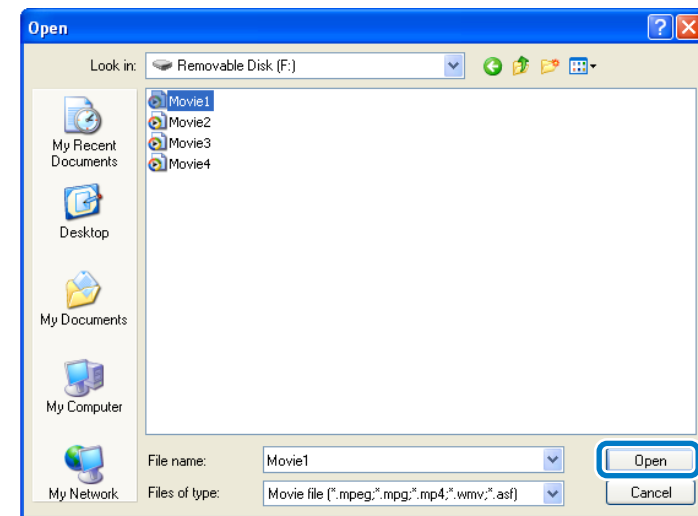 Open
Look in: Removable Disk (F:)
Movie1
Movie2
Movie3
Movie4
My Recent
Documents
Desktop
My Documents
My Computer
My Network
File name: Movie1 Open
Files of type: Movie file (*.mpeg;*.mpg;*.mp4;*.wmv;*.asf) Cancel